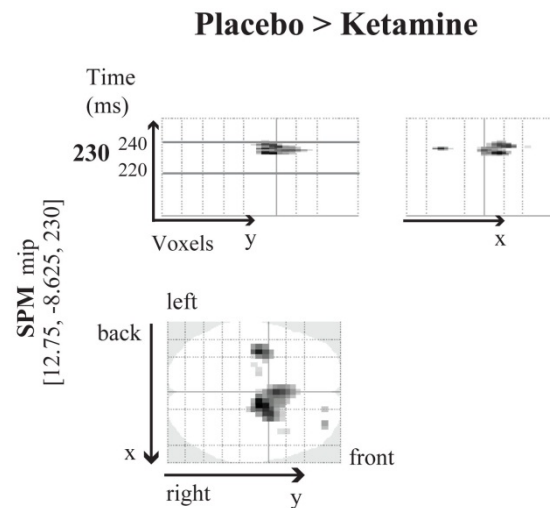 Placebo > Ketamine
Time
(ms)
230
240
220
Voxels
y
x
SPM mip
[12.75, -8.625, 230]
left
back
x
front
right
y